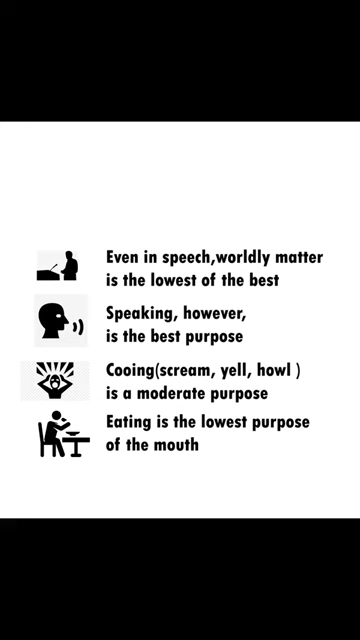 Even in speech,worldly matter
is the lowest of the best
Speaking, however,
is the best purpose
Cooing(scream, yell, howl )
is a moderate purpose
Eating is the lowest purpose
of the mouth